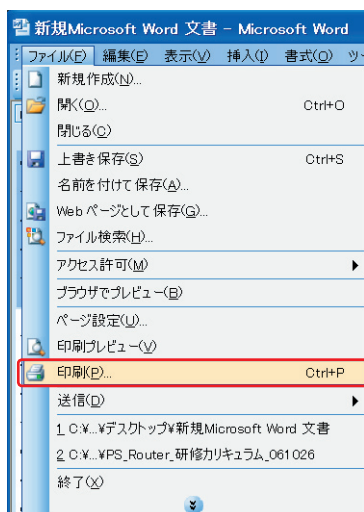 新規Microsoft Word 文書 - Microsoft Word
ファイル(F) 編集(E) 表示(V) 挿入(I) 書式(O) ツ
新規作成(N)...
開く(O)... Ctrl+O
閉じる(C)
上書き保存(S) Ctrl+S
名前を付けて保存(A)...
Web ページとして保存(G)...
ファイル検索(H)...
アクセス許可(M)
ブラウザでプレビュー(B)
ページ設定(U)...
印刷プレビュー(V)
印刷(P)... Ctrl+P
送信(D)
1 C:¥...¥デスクトップ¥新規Microsoft Word 文書
2 C:¥...¥PS_Router_研修カリキュラム_061026
終了(X)